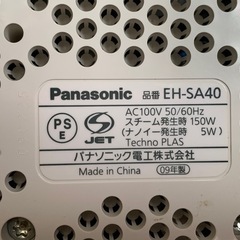 Panasonic 品番 EH-SA40
PSE
S JET
AC100V 50/60Hz
スチーム発生時 150W
(ナノイー発生時 5W)
Techno PLAS
パナソニック電工株式会社
Made in China 09年製